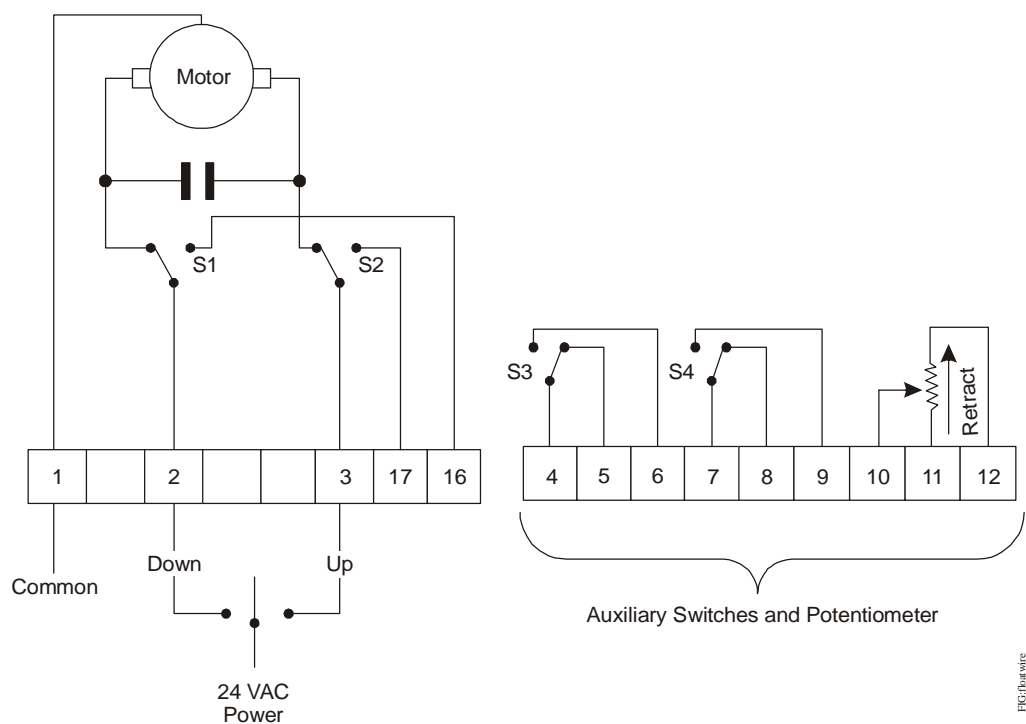 Motor
S1
S2
S3
S4
Retract
1
2
3
17
16
4
5
6
7
8
9
10
11
12
Common
Down
Up
24 VAC
Power
Auxiliary Switches and Potentiometer
FIG:floatwire